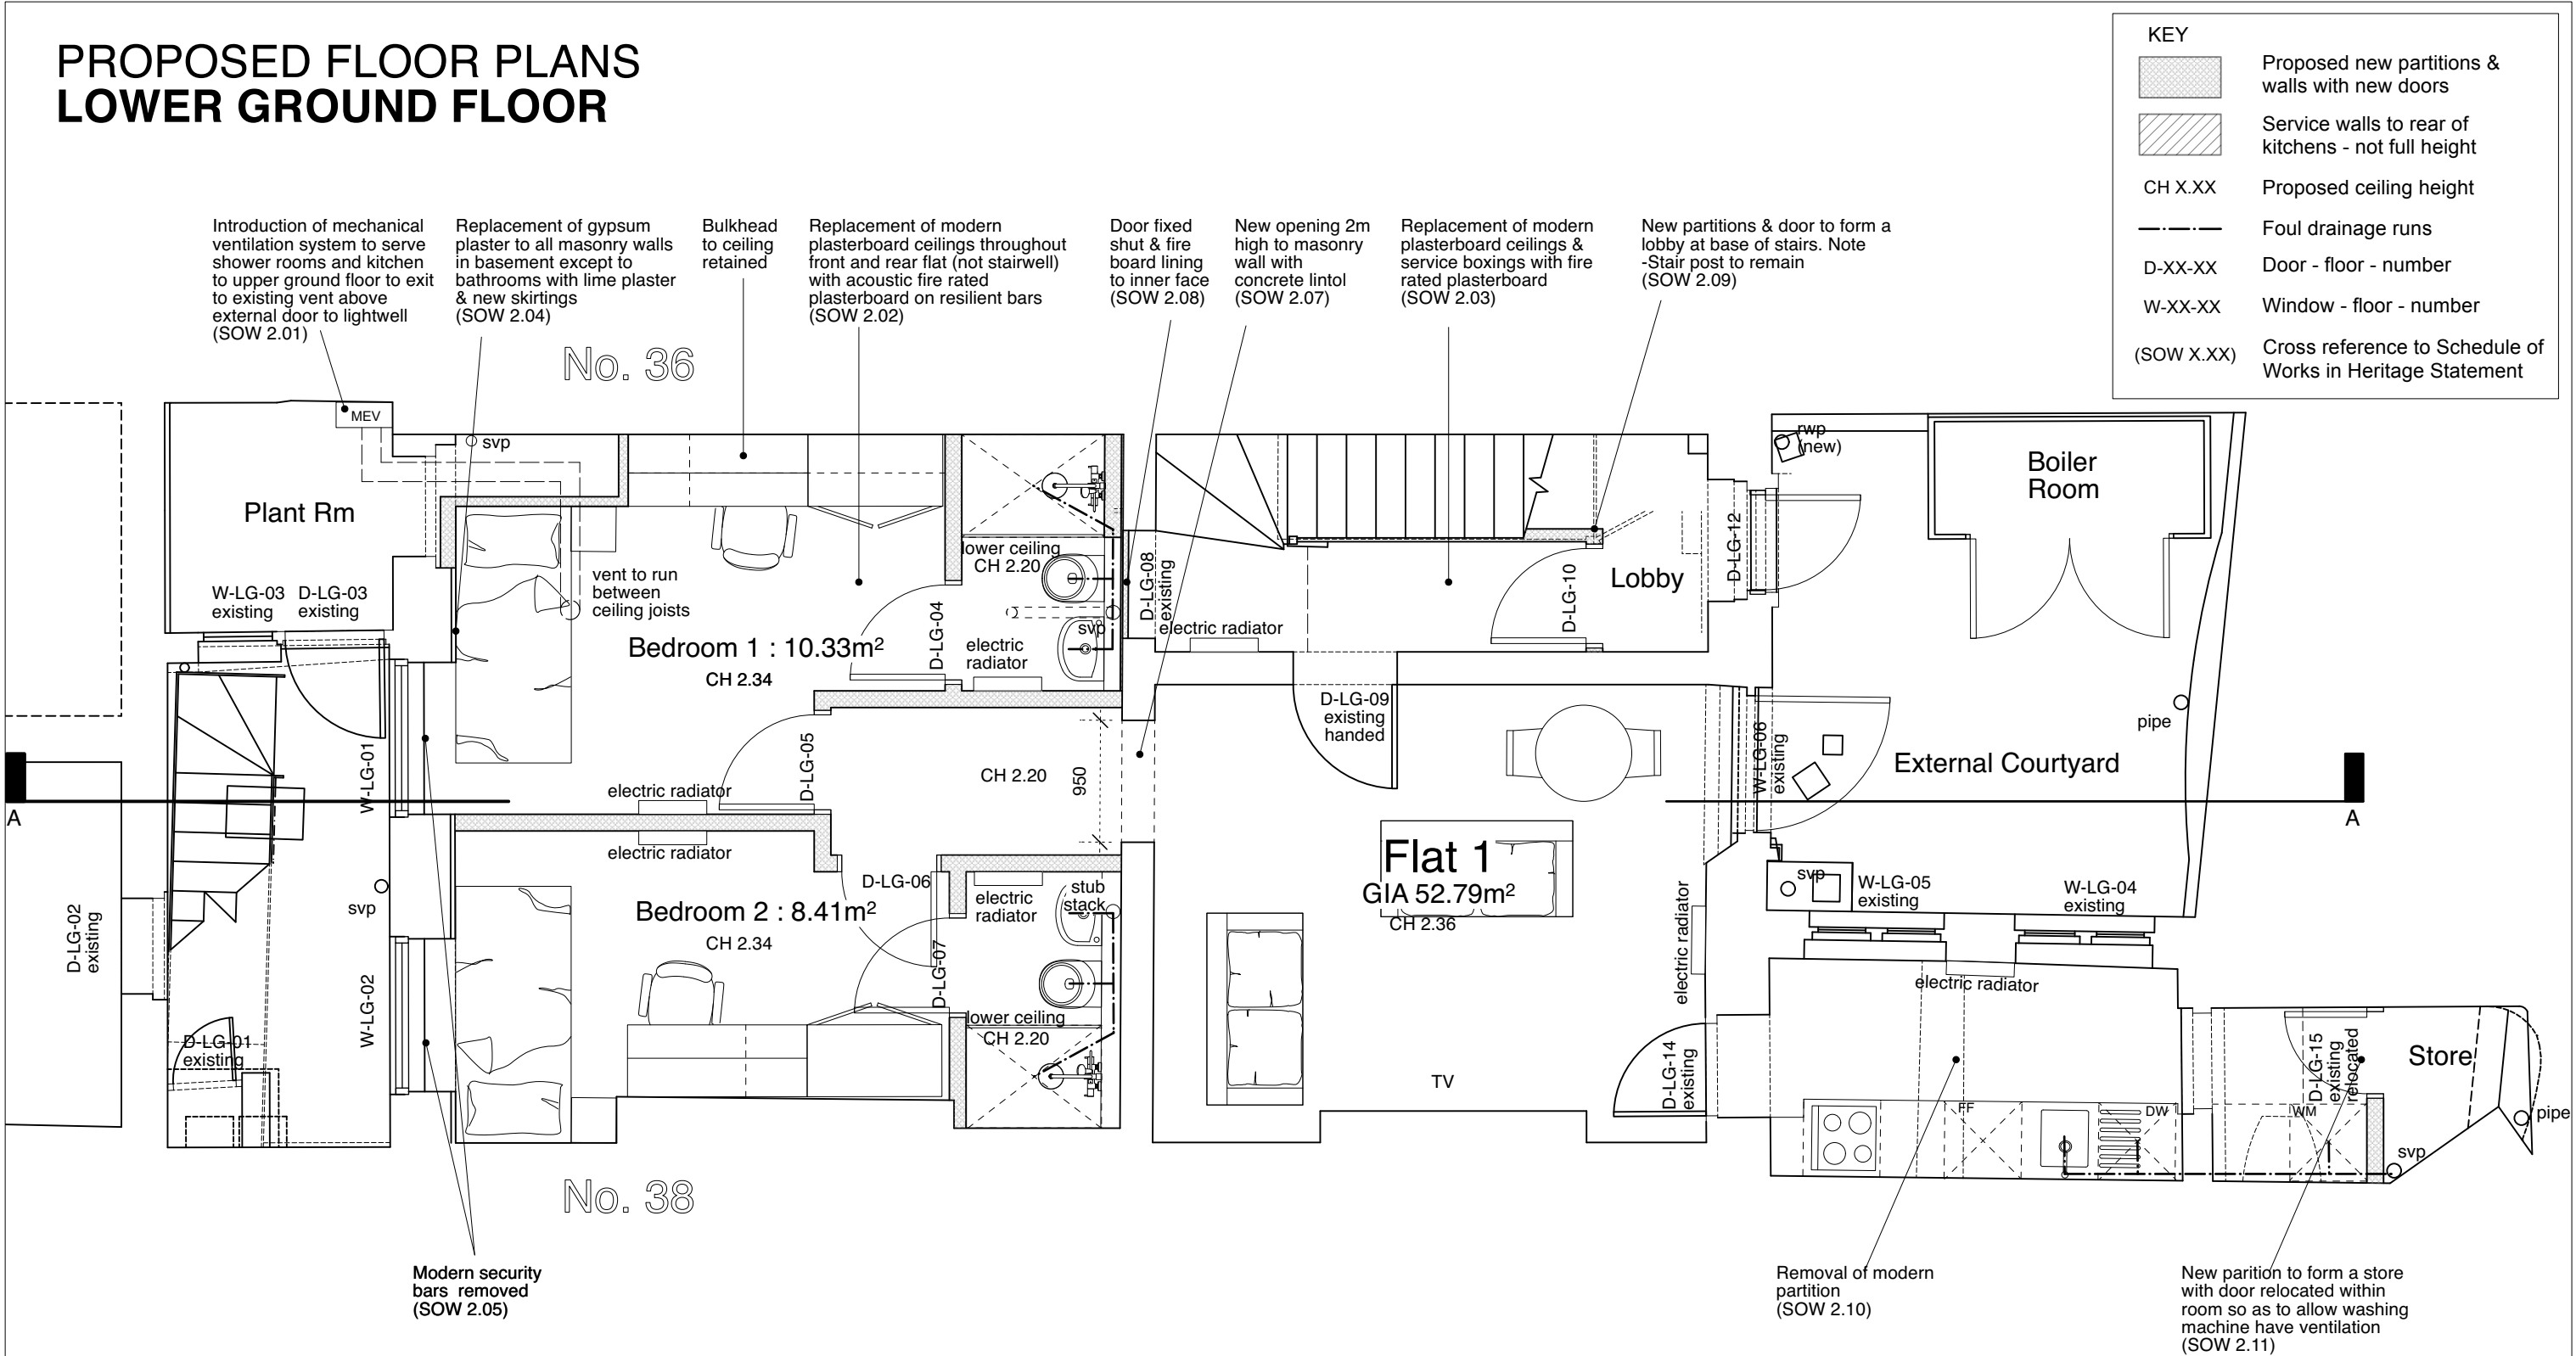 PROPOSED FLOOR PLANS
LOWER GROUND FLOOR
KEY
Proposed new partitions &
walls with new doors
Service walls to rear of
kitchens - not full height
CH X.XX
Proposed ceiling height
Foul drainage runs
D-XX-XX
Door - floor - number
W-XX-XX
Window - floor - number
(SOW X.XX)
Cross reference to Schedule of
Works in Heritage Statement
Introduction of mechanical
ventilation system to serve
shower rooms and kitchen
to upper ground floor to exit
to existing vent above
external door to lightwell
(SOW 2.01)
Replacement of gypsum
plaster to all masonry walls
in basement except to
bathrooms with lime plaster
& new skirtings
(SOW 2.04)
Bulkhead
to ceiling
retained
Replacement of modern
plasterboard ceilings throughout
front and rear flat (not stairwell)
with acoustic fire rated
plasterboard on resilient bars
(SOW 2.02)
Door fixed
shut & fire
board lining
to inner face
(SOW 2.08)
New opening 2m
high to masonry
wall with
concrete lintol
(SOW 2.07)
Replacement of modern
plasterboard ceilings &
service boxings with fire
rated plasterboard
(SOW 2.03)
New partitions & door to form a
lobby at base of stairs. Note
-Stair post to remain
(SOW 2.09)
No. 36
MEV
svp
Plant Rm
W-LG-03
existing
D-LG-03
existing
vent to run
between
ceiling joists
Bedroom 1 : 10.33m²
CH 2.34
D-LG-04
lower ceiling
CH 2.20
svp
electric
radiator
D-LG-08
existing
electric radiator
D-LG-10
Lobby
D-LG-12
rwp
(new)
Boiler
Room
D-LG-09
existing
handed
pipe
W-LG-06
existing
External Courtyard
W-LG-01
A
electric radiator
D-LG-05
CH 2.20
950
A
electric radiator
Flat 1
GIA 52.79m²
CH 2.36
D-LG-06
electric
radiator
stub
stack
svp
W-LG-05
existing
W-LG-04
existing
D-LG-02
existing
svp
Bedroom 2 : 8.41m²
CH 2.34
D-LG-07
electric radiator
electric radiator
W-LG-02
lower ceiling
CH 2.20
D-LG-01
existing
TV
D-LG-14
existing
D-LG-15
existing
relocated
Store
FF
DW
WM
pipe
svp
No. 38
Modern security
bars removed
(SOW 2.05)
Removal of modern
partition
(SOW 2.10)
New parition to form a store
with door relocated within
room so as to allow washing
machine have ventilation
(SOW 2.11)